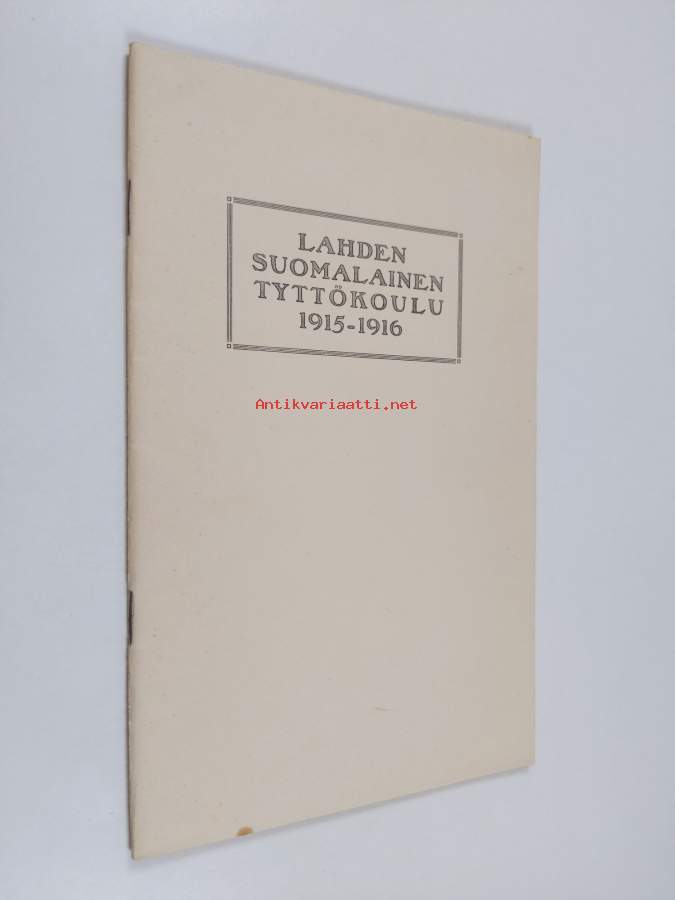 LAHDEN
SUOMALAINEN
TYTTÖKOULU
1915-1916
Antikvariaatti.net